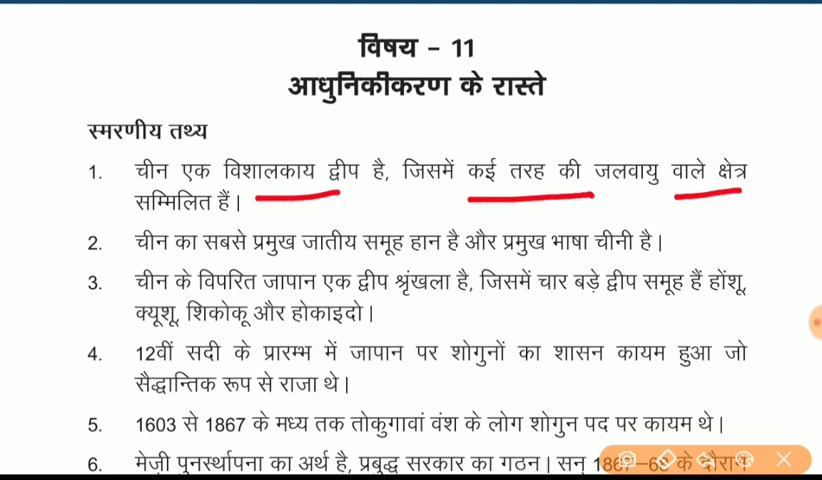 विषय – 11
आधुनिकीकरण के रास्ते
स्मरणीय तथ्य
1. चीन एक विशालकाय द्वीप है, जिसमें कई तरह की जलवायु वाले क्षेत्र
सम्मिलित हैं।
2. चीन का सबसे प्रमुख जातीय समूह हान है और प्रमुख भाषा चीनी है।
3. चीन के विपरित जापान एक द्वीप श्रृंखला है, जिसमें चार बड़े द्वीप समूह हैं होंशू,
क्यूशू, शिकोकू और होकाइदो।
4. 12वीं सदी के प्रारम्भ में जापान पर शोगुनों का शासन कायम हुआ जो
सैद्धान्तिक रूप से राजा थे।
5. 1603 से 1867 के मध्य तक तोकुगावां वंश के लोग शोगुन पद पर कायम थे।
6. मेज़ी पुनर्स्थापना का अर्थ है, प्रबुद्ध सरकार का गठन। सन् के दौरान